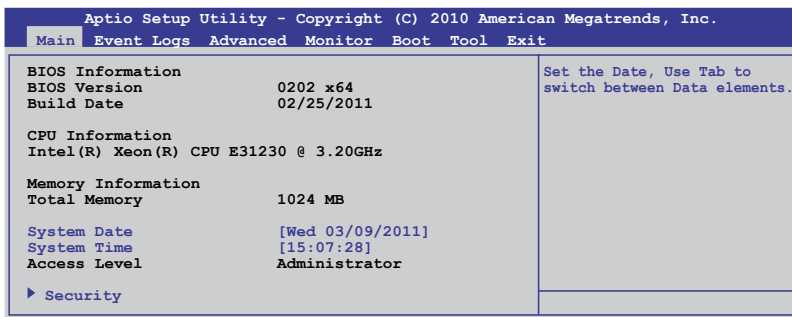 Aptio Setup Utility - Copyright (C) 2010 American Megatrends, Inc.
Main Event Logs Advanced Monitor Boot Tool Exit
BIOS Information
BIOS Version 0202 x64
Build Date 02/25/2011
CPU Information
Intel(R) Xeon(R) CPU E31230 @ 3.20GHz
Memory Information
Total Memory 1024 MB
System Date [Wed 03/09/2011]
System Time [15:07:28]
Access Level Administrator
Security
Set the Date, Use Tab to
switch between Data elements.